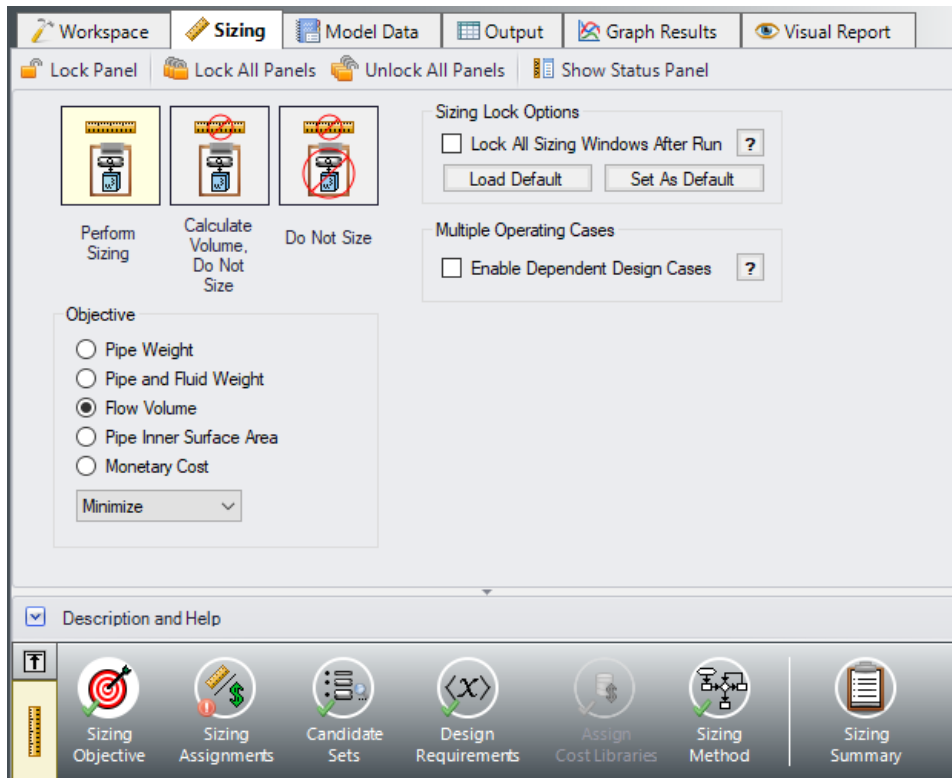 Workspace
Sizing
Model Data
Output
Graph Results
Visual Report
Lock Panel
Lock All Panels
Unlock All Panels
Show Status Panel
Perform
Sizing
Calculate
Volume,
Do Not
Size
Do Not Size
Sizing Lock Options
Lock All Sizing Windows After Run
?
Load Default
Set As Default
Multiple Operating Cases
Enable Dependent Design Cases
?
Objective
Pipe Weight
Pipe and Fluid Weight
Flow Volume
Pipe Inner Surface Area
Monetary Cost
Minimize
Description and Help
Sizing
Objective
Sizing
Assignments
Candidate
Sets
Design
Requirements
Assign
Cost Libraries
Sizing
Method
Sizing
Summary